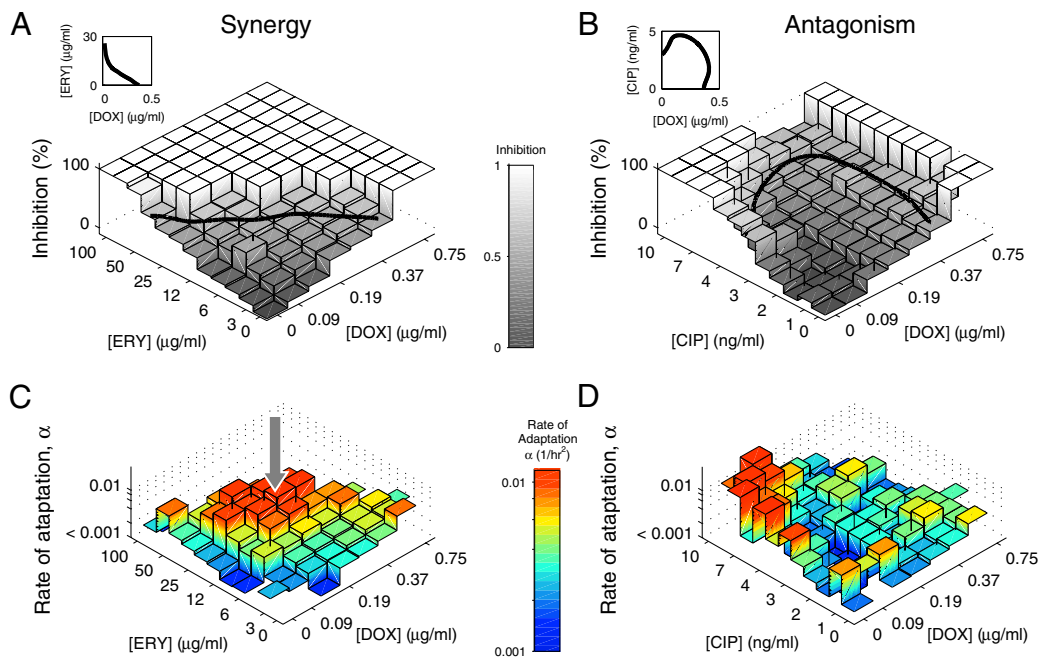 A
Synergy
[ERY] (μg/ml)
30
0
0
0.5
[DOX] (μg/ml)
Inhibition (%)
100
0
100
50
25
12
6
3
0
[ERY] (μg/ml)
0
0.09
0.19
0.37
0.75
[DOX] (μg/ml)
Inhibition
1
0.5
0
B
Antagonism
[CIP] (ng/ml)
5
0
0
0.5
[DOX] (μg/ml)
Inhibition (%)
100
0
10
7
4
3
2
1
0
[CIP] (ng/ml)
0
0.09
0.19
0.37
0.75
[DOX] (μg/ml)
C
Rate of ataptation, α
0.01
< 0.001
100
50
25
12
6
3
0
[ERY] (μg/ml)
0
0.09
0.19
0.37
0.75
[DOX] (μg/ml)
Rate of
Adaptation
α (1/hr²)
0.01
0.001
D
Rate of ataptation, α
0.01
< 0.001
10
7
4
3
2
1
0
[CIP] (ng/ml)
0
0.09
0.19
0.37
0.75
[DOX] (μg/ml)